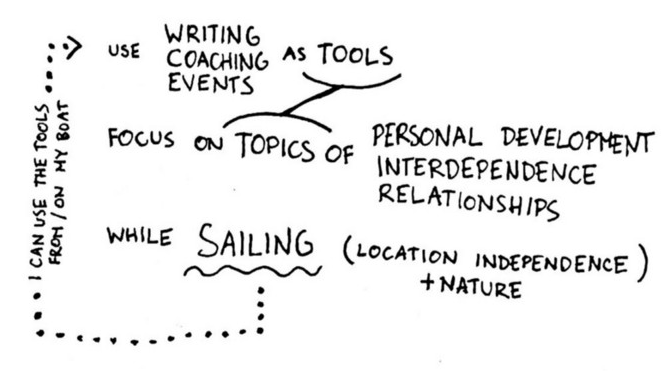 USE WRITING COACHING EVENTS AS TOOLS
FOCUS ON TOPICS OF PERSONAL DEVELOPMENT
INTERDEPENDENCE
RELATIONSHIPS
WHILE SAILING (LOCATION INDEPENDENCE)
+NATURE
I CAN USE THE TOOLS
FROM/ON MY BOAT